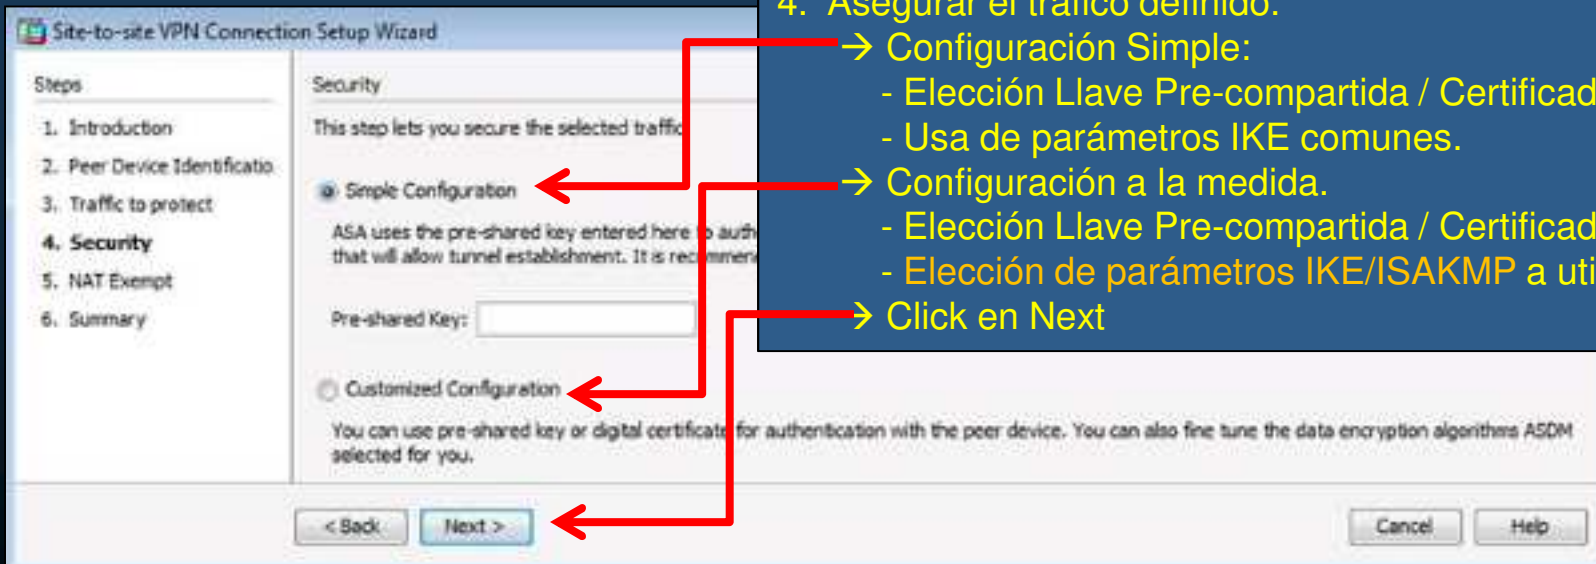 Site-to-site VPN Connection Setup Wizard
Steps
1. Introduction
2. Peer Device Identificatio
3. Traffic to protect
4. Security
5. NAT Exempt
6. Summary
Security
This step lets you secure the selected traffic
Simple Configuration
ASA uses the pre-shared key entered here to auth
that will allow tunnel establishment. It is recommen
Pre-shared Key:
Customized Configuration
You can use pre-shared key or digital certificate for authentication with the peer device. You can also fine tune the data encryption algorithms ASDM
selected for you.
< Back
Next >
Cancel
Help
4. Asegurar el tráfico definido.
→ Configuración Simple:
- Elección Llave Pre-compartida / Certificad
- Usa de parámetros IKE comunes.
→ Configuración a la medida.
- Elección Llave Pre-compartida / Certificad
- Elección de parámetros IKE/ISAKMP a uti
→ Click en Next